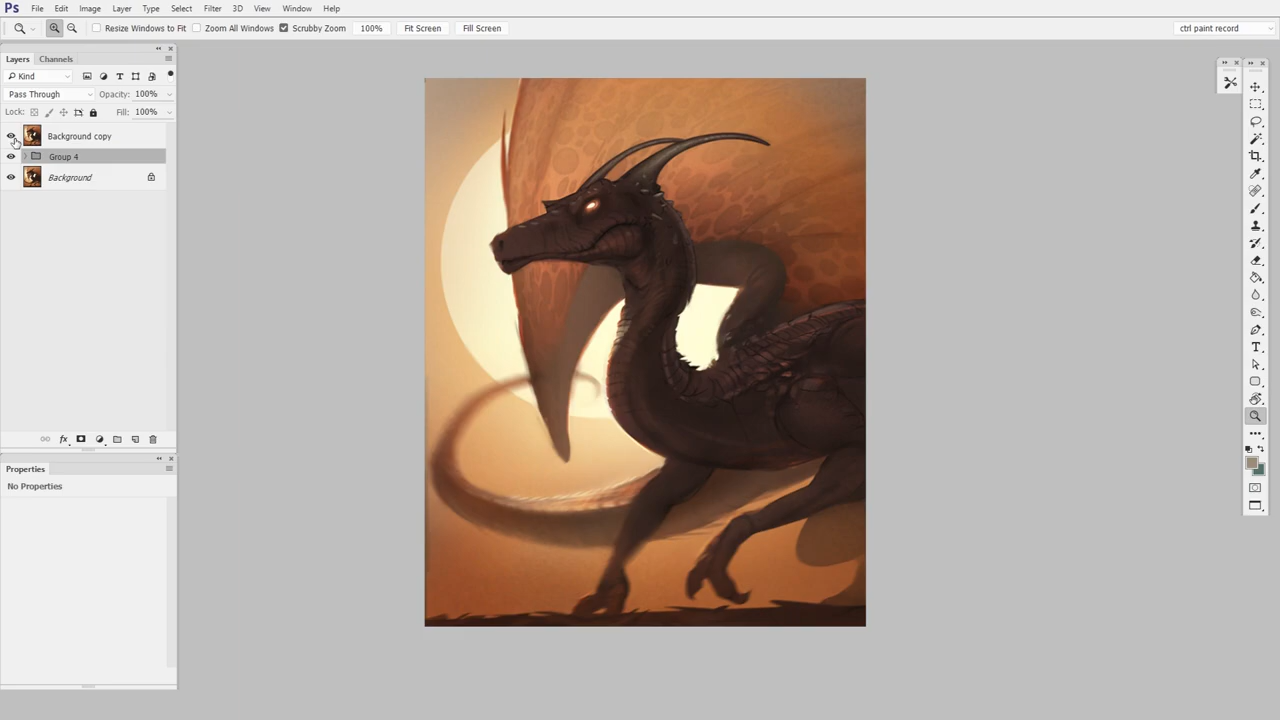 Ps File Edit Image Layer Type Select Filter 3D View Window Help
Resize Windows to Fit Zoom All Windows Scrubby Zoom 100% Fit Screen Fill Screen ctrl paint record
Layers Channels
Kind
Pass Through Opacity: 100%
Lock: Fill: 100%
Background copy
Group 4
Background
fx
Properties
No Properties